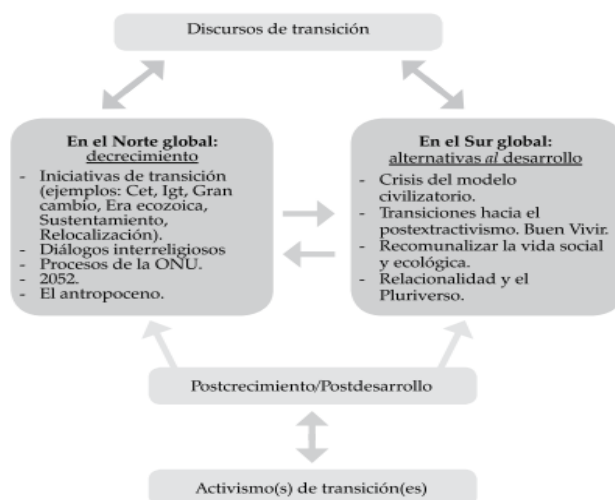 Discursos de transición
En el Norte global:
decrecimiento
- Iniciativas de transición
(ejemplos: Cet, Igt, Gran
cambio, Era ecozoica,
Sustentamiento,
Relocalización).
- Diálogos interreligiosos
- Procesos de la ONU.
- 2052.
- El antropoceno.
En el Sur global:
alternativas al desarrollo
- Crisis del modelo
civilizatorio.
- Transiciones hacia el
postextractivismo. Buen Vivir.
- Recomunalizar la vida social
y ecológica.
- Relacionalidad y el
Pluriverso.
Postcrecimiento/Postdesarrollo
Activismo(s) de transición(es)